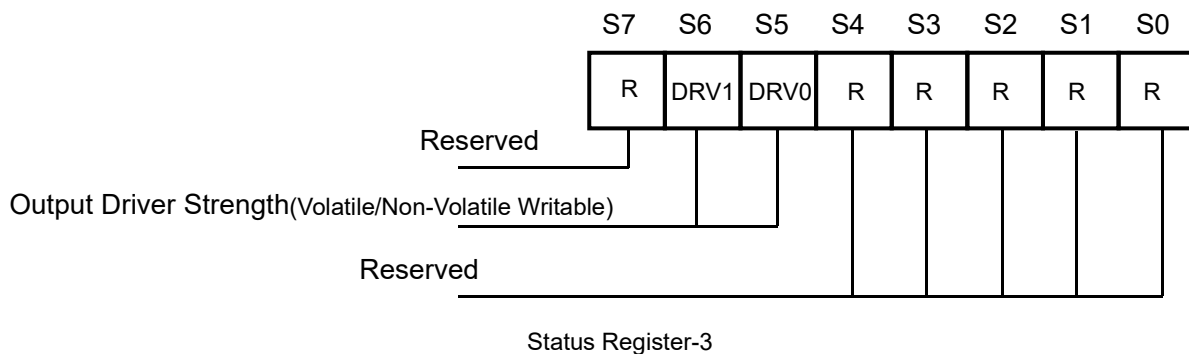 S7 S6 S5 S4 S3 S2 S1 S0
R DRV1 DRV0 R R R R R
Reserved
Output Driver Strength(Volatile/Non-Volatile Writable)
Reserved
Status Register-3